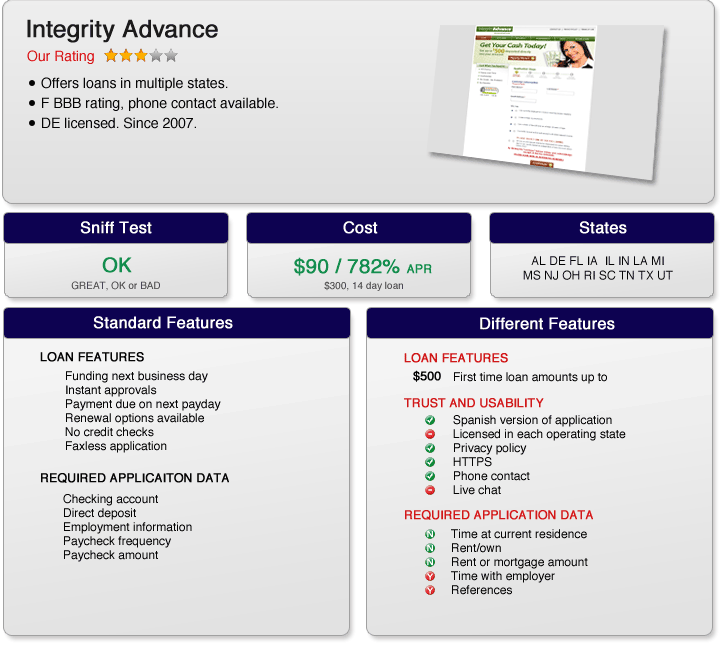 Integrity Advance
Our Rating
Offers loans in multiple states.
F BBB rating, phone contact available.
DE licensed. Since 2007.
Get Your Cash Today!
Sniff Test
OK
GREAT, OK or BAD
Cost
$90 / 782% APR
$300, 14 day loan
States
AL DE FL IA IL IN LA MI
MS NJ OH RI SC TN TX UT
Standard Features
LOAN FEATURES
Funding next business day
Instant approvals
Payment due on next payday
Renewal options available
No credit checks
Faxless application
REQUIRED APPLICAITON DATA
Checking account
Direct deposit
Employment information
Paycheck frequency
Paycheck amount
Different Features
LOAN FEATURES
$500 First time loan amounts up to
TRUST AND USABILITY
Spanish version of application
Licensed in each operating state
Privacy policy
HTTPS
Phone contact
Live chat
REQUIRED APPLICATION DATA
N Time at current residence
N Rent/own
N Rent or mortgage amount
Y Time with employer
Y References